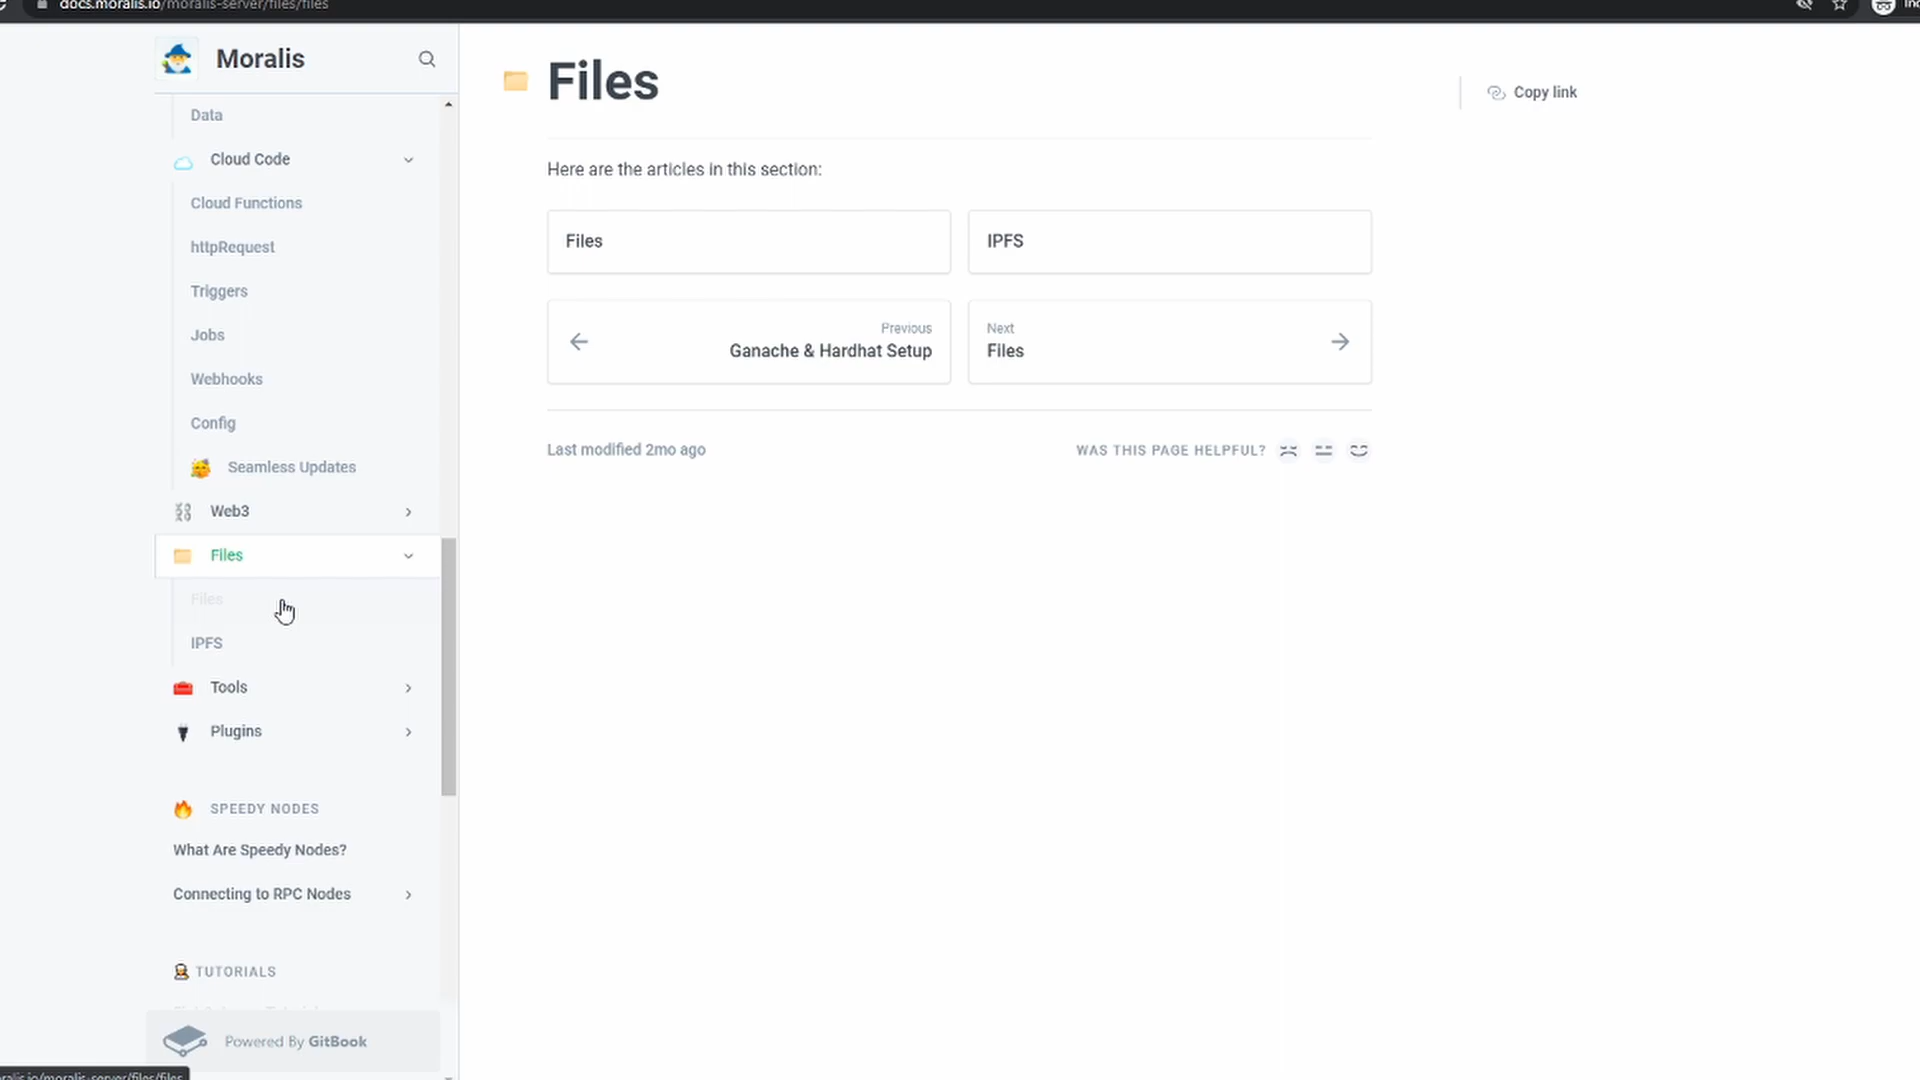 docs.moralis.io/moralis-server/files/files
Moralis
Data
Cloud Code
Cloud Functions
httpRequest
Triggers
Jobs
Webhooks
Config
Seamless Updates
Web3
Files
Files
IPFS
Tools
Plugins
SPEEDY NODES
What Are Speedy Nodes?
Connecting to RPC Nodes
TUTORIALS
Powered By GitBook
Files
Copy link
Here are the articles in this section:
Files
IPFS
Previous
Ganache & Hardhat Setup
Next
Files
Last modified 2mo ago
WAS THIS PAGE HELPFUL?